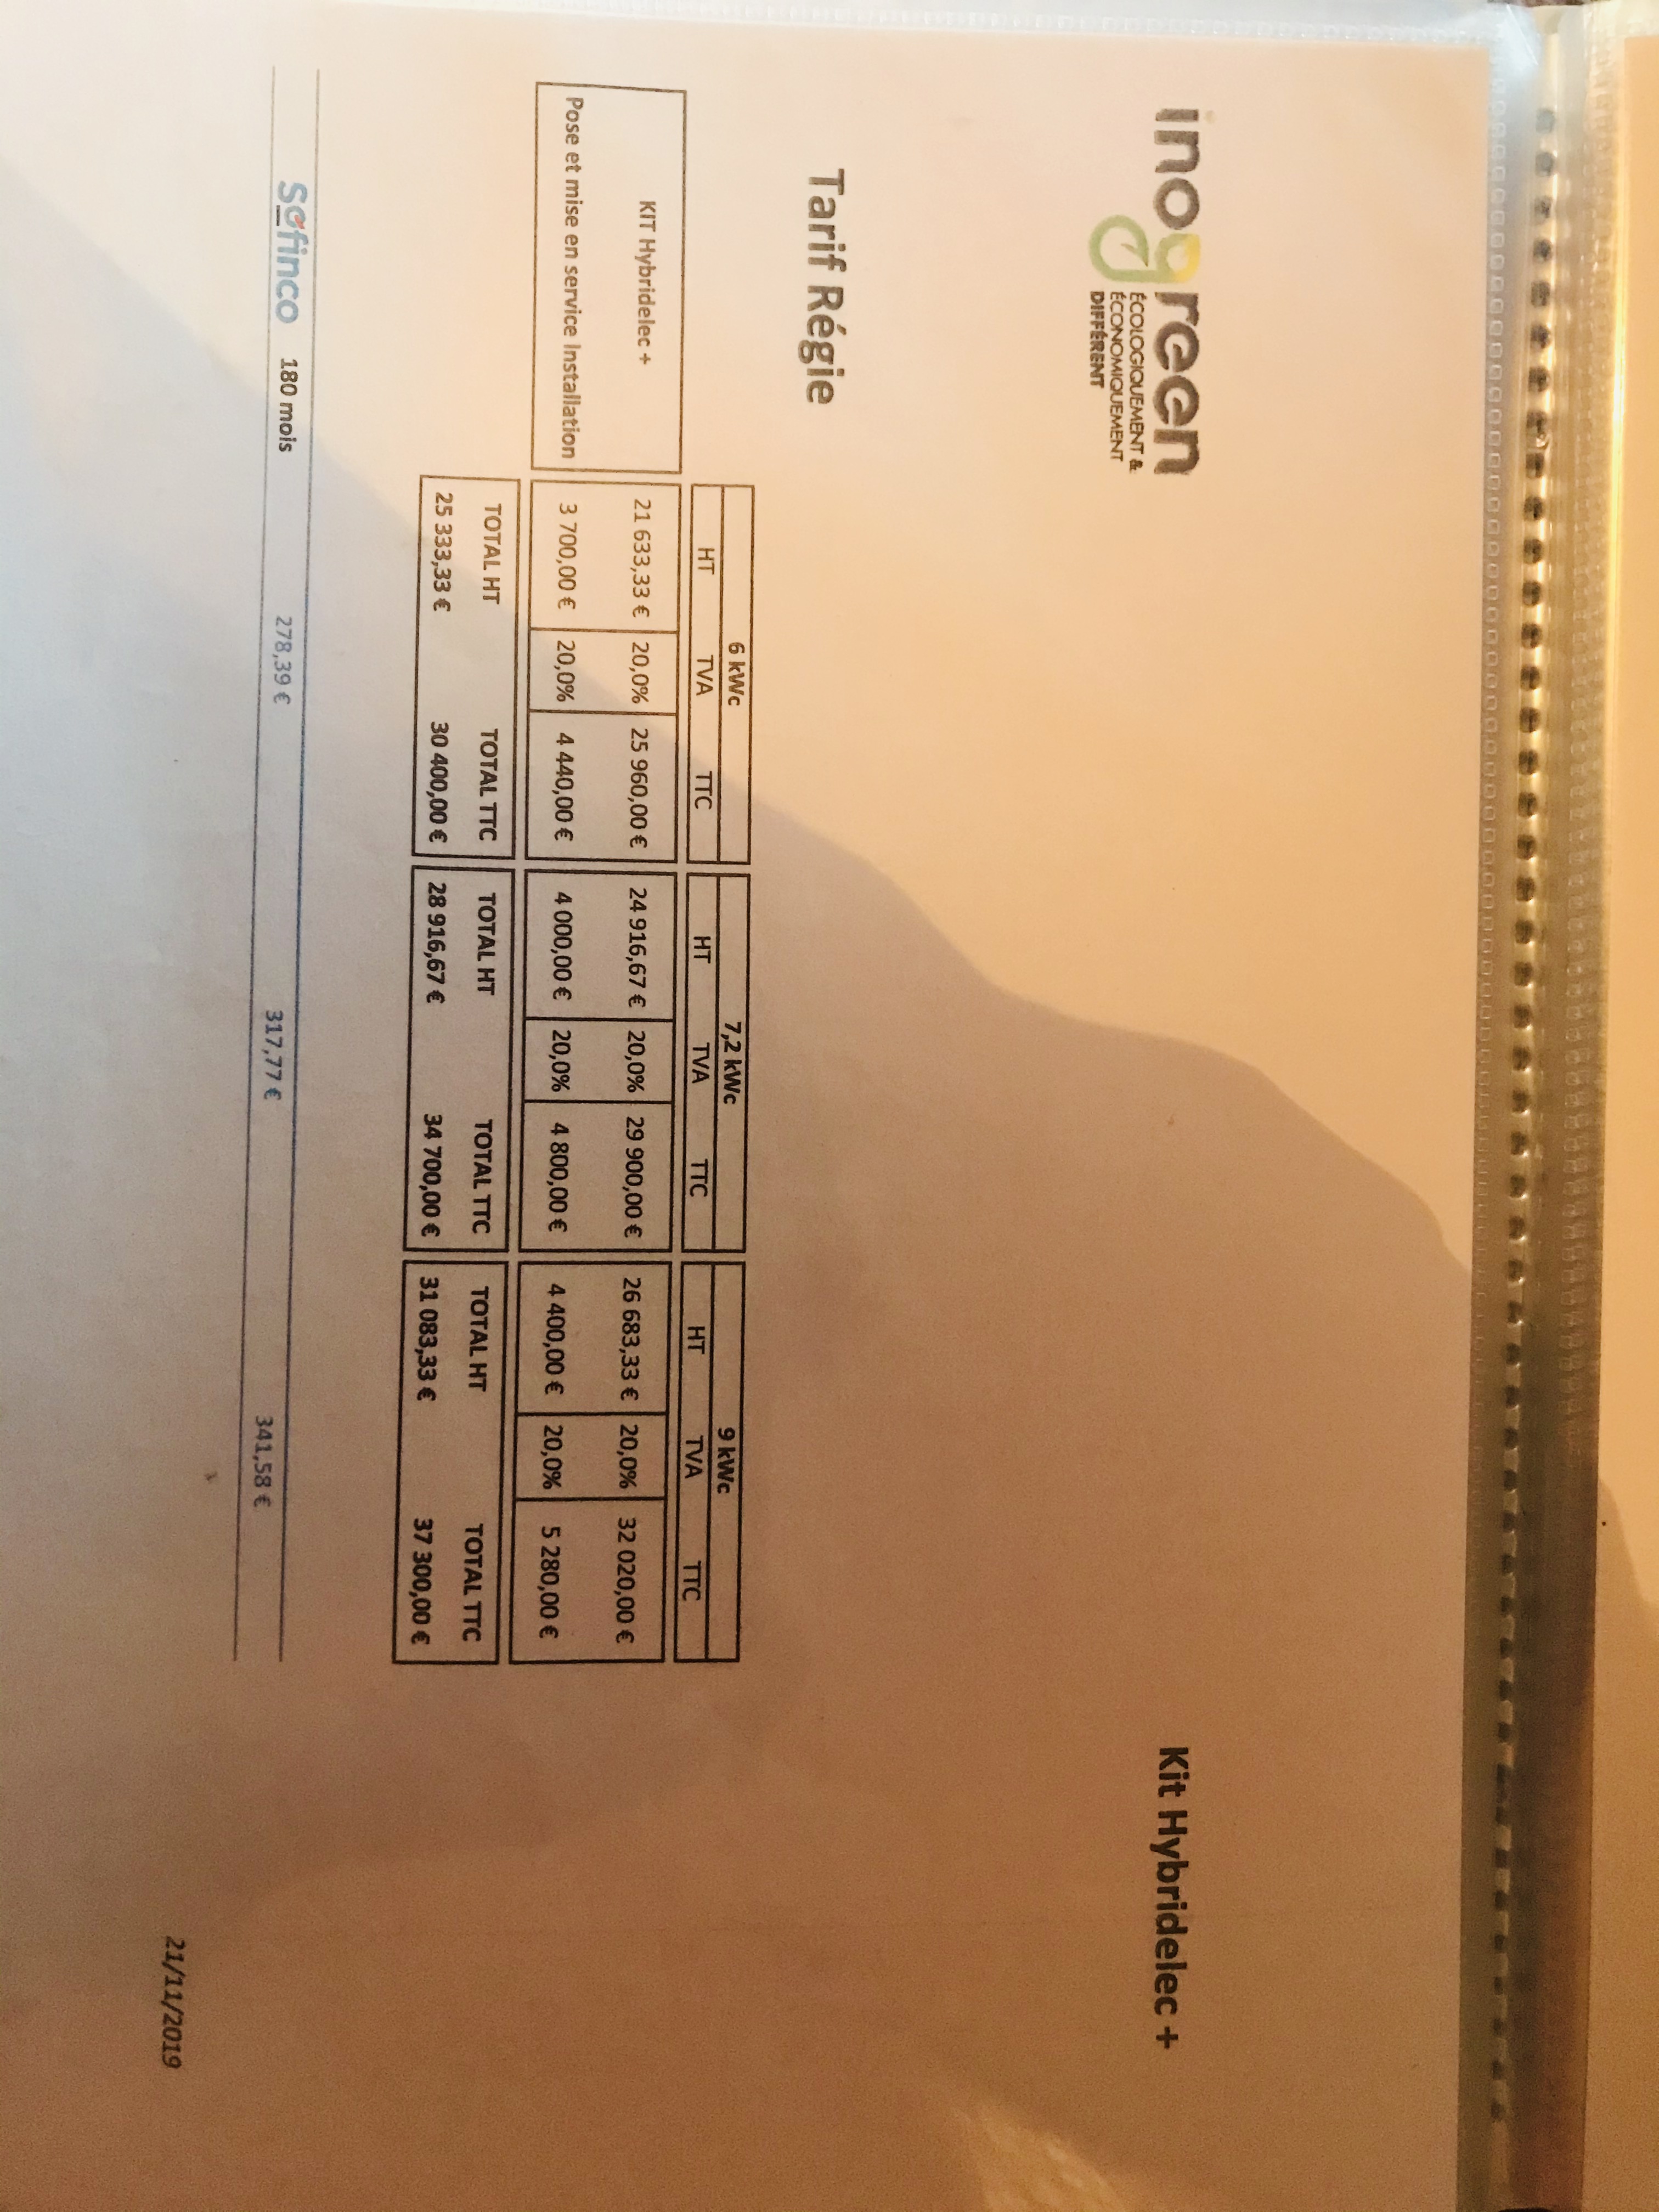 inogreen
ÉCOLOGIQUEMENT &
ÉCONOMIQUEMENT
DIFFÉRENT
Kit Hybridelec +
Tarif Régie
6 kWc 7,2 kWc 9 kWc
HT TVA TTC HT TVA TTC HT TVA TTC
KIT Hybridelec + 21 633,33 € 20,0% 25 960,00 € 24 916,67 € 20,0% 29 900,00 € 26 683,33 € 20,0% 32 020,00 €
Pose et mise en service Installation 3 700,00 € 20,0% 4 440,00 € 4 000,00 € 20,0% 4 800,00 € 4 400,00 € 20,0% 5 280,00 €
TOTAL HT TOTAL TTC TOTAL HT TOTAL TTC TOTAL HT TOTAL TTC
25 333,33 € 30 400,00 € 28 916,67 € 34 700,00 € 31 083,33 € 37 300,00 €
Sofinco 180 mois 278,39 € 317,77 € 341,58 €
21/11/2019